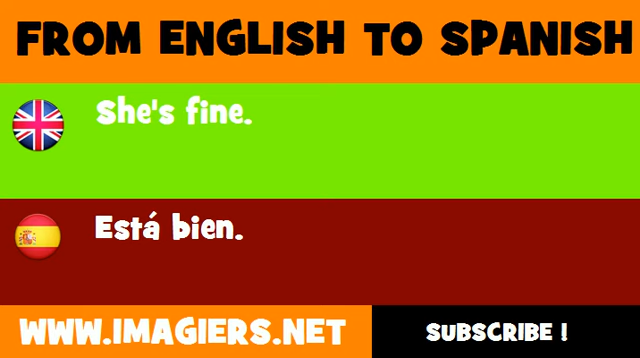 FROM ENGLISH TO SPANISH
She's fine.
Está bien.
WWW.IMAGIERS.NET
SUBSCRIBE !